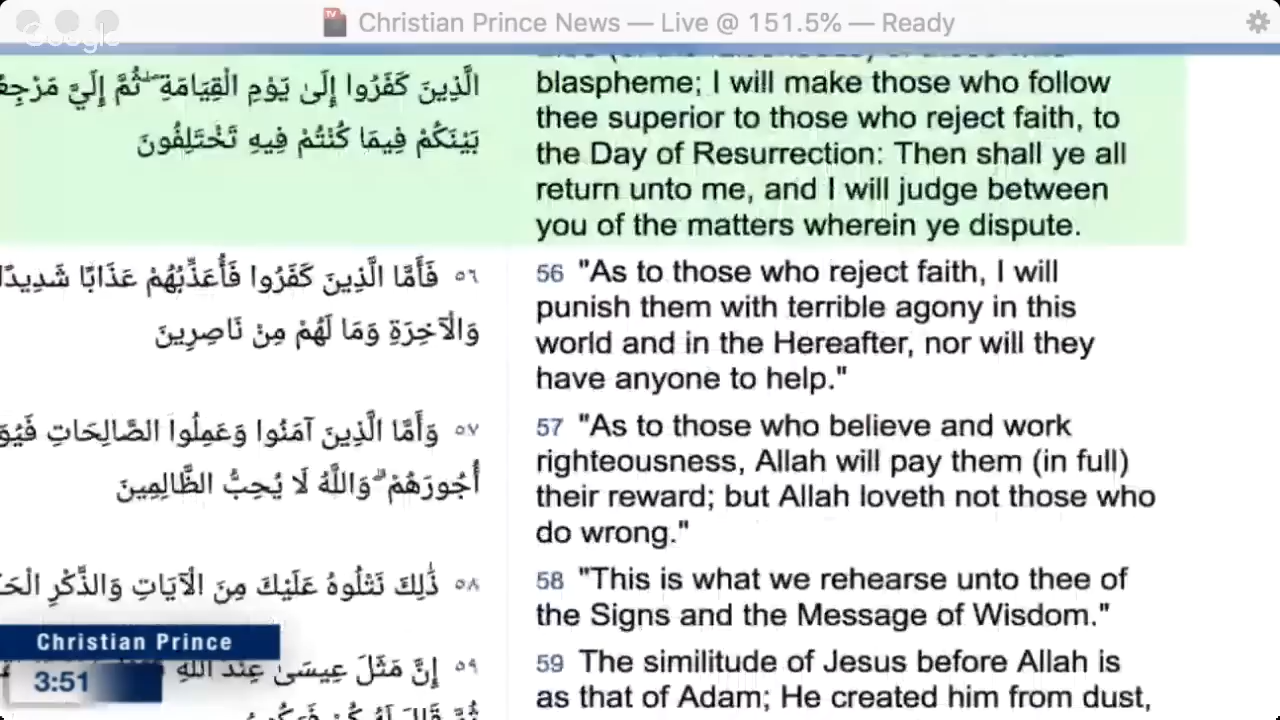 Christian Prince News — Live @ 151.5% — Ready
Google
الَّذِينَ كَفَرُوا إِلَىٰ يَوْمِ الْقِيَامَةِ ۖ ثُمَّ إِلَيَّ
بَيْنَكُمْ فِيمَا كُنْتُمْ فِيهِ تَخْتَلِفُونَ
blaspheme; I will make those who follow
thee superior to those who reject faith, to
the Day of Resurrection: Then shall ye all
return unto me, and I will judge between
you of the matters wherein ye dispute.
٥٦ فَأَمَّا الَّذِينَ كَفَرُوا فَأُعَذِّبُهُمْ عَذَابًا شَدِيدًا
وَالْآخِرَةِ وَمَا لَهُمْ مِنْ نَاصِرِينَ
56 "As to those who reject faith, I will
punish them with terrible agony in this
world and in the Hereafter, nor will they
have anyone to help."
٥٧ وَأَمَّا الَّذِينَ آمَنُوا وَعَمِلُوا الصَّالِحَاتِ
أُجُورَهُمْ ۗ وَاللَّهُ لَا يُحِبُّ الظَّالِمِينَ
57 "As to those who believe and work
righteousness, Allah will pay them (in full)
their reward; but Allah loveth not those who
do wrong."
٥٨ ذَٰلِكَ نَتْلُوهُ عَلَيْكَ مِنَ الْآيَاتِ وَالذِّكْرِ
58 "This is what we rehearse unto thee of
the Signs and the Message of Wisdom."
٥٩ إِنَّ مَثَلَ عِيسَىٰ عِنْدَ اللَّهِ
59 The similitude of Jesus before Allah is
as that of Adam; He created him from dust,
Christian Prince
3:51